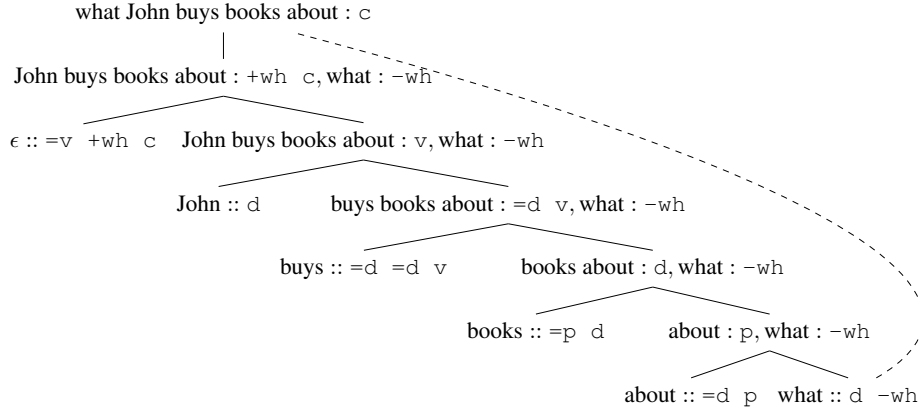 what John buys books about : c
John buys books about : +wh c, what : -wh
ϵ :: =v +wh c John buys books about : v, what : -wh
John :: d buys books about : =d v, what : -wh
buys :: =d =d v books about : d, what : -wh
books :: =p d about : p, what : -wh
about :: =d p what :: d -wh